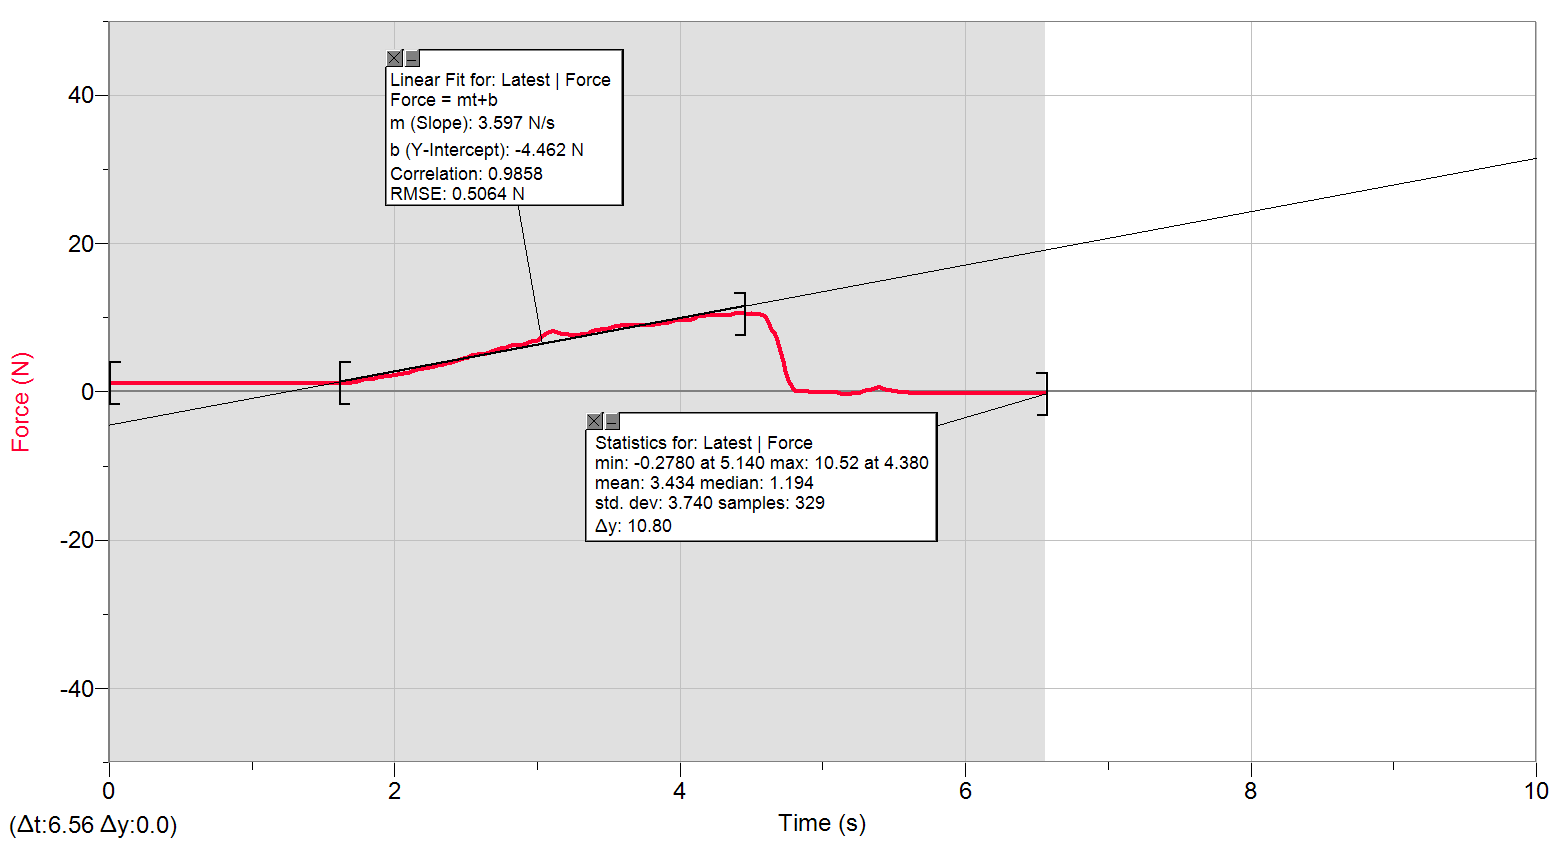 Linear Fit for: Latest | Force
Force = mt+b
m (Slope): 3.597 N/s
b (Y-Intercept): -4.462 N
Correlation: 0.9858
RMSE: 0.5064 N
40
20
0
-20
-40
Force (N)
Statistics for: Latest | Force
min: -0.2780 at 5.140 max: 10.52 at 4.380
mean: 3.434 median: 1.194
std. dev: 3.740 samples: 329
Δy: 10.80
0 2 4 6 8 10
(Δt:6.56 Δy:0.0)
Time (s)